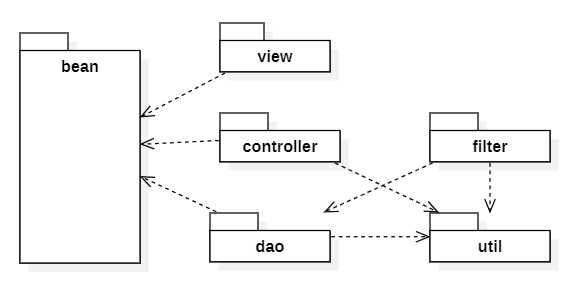 bean
view
controller
filter
dao
util